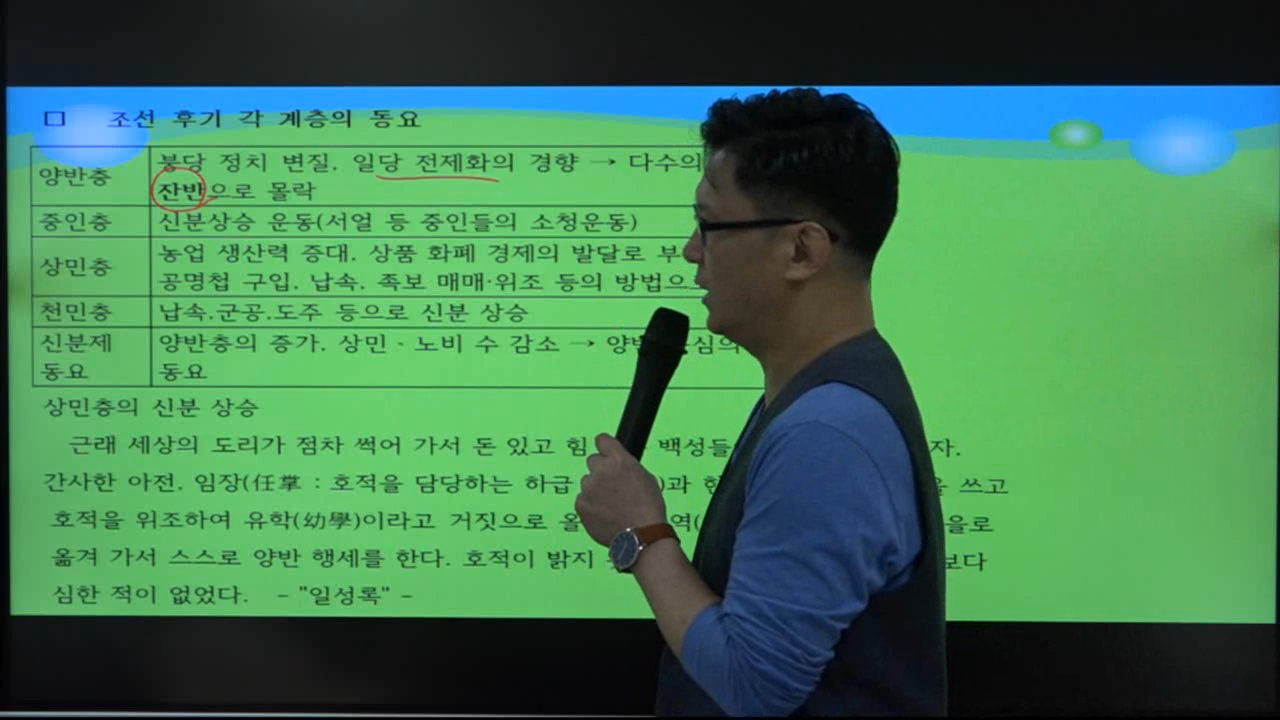 □ 조선 후기 각 계층의 동요
양반층
붕당 정치 변질, 일당 전제화의 경향 → 다수의
잔반으로 몰락
중인층
신분상승 운동(서얼 등 중인들의 소청운동)
상민층
농업 생산력 증대, 상품 화폐 경제의 발달로
공명첩 구입, 납속, 족보 매매·위조 등의 방법으로
천민층
납속,군공,도주 등으로 신분 상승
신분제
동요
양반층의 증가, 상민·노비 수 감소 →
동요
상민층의 신분 상승
근래 세상의 도리가 점차 썩어 가서 돈 있고 힘 백성들
간사한 아전, 임장(任掌 : 호적을 담당하는 하급 )과 쓰고
호적을 위조하여 유학(幼學)이라고 거짓으로
옮겨 가서 스스로 양반 행세를 한다. 호적이 밝지
심한 적이 없었다. - "일성록" -